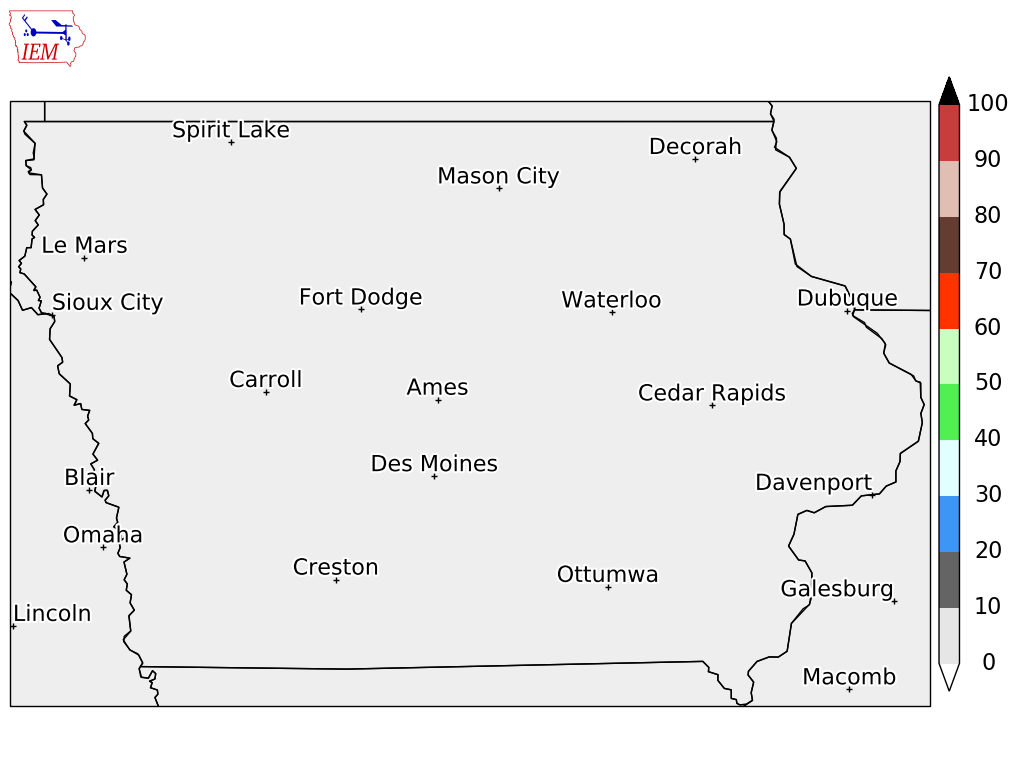 IEM
100
Spirit Lake
Decorah
90
Mason City
80
Le Mars
70
Sioux City
Fort Dodge
Waterloo
Dubuque
60
Carroll
Ames
Cedar Rapids
50
40
Des Moines
Blair
Davenport
30
Omaha
20
Creston
Ottumwa
Galesburg
10
Lincoln
0
Macomb